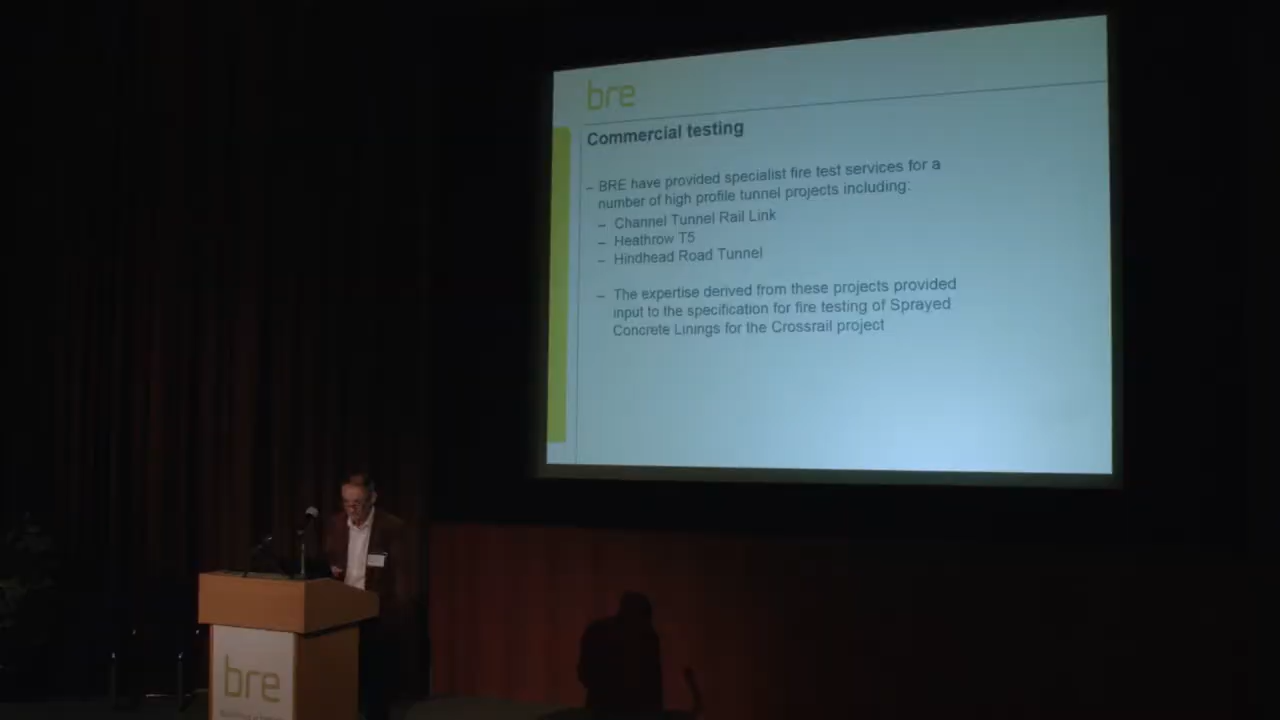 bre
Commercial testing
– BRE have provided specialist fire test services for a
number of high profile tunnel projects including:
– Channel Tunnel Rail Link
– Heathrow T5
– Hindhead Road Tunnel
– The expertise derived from these projects provided
input to the specification for fire testing of Sprayed
Concrete Linings for the Crossrail project
bre